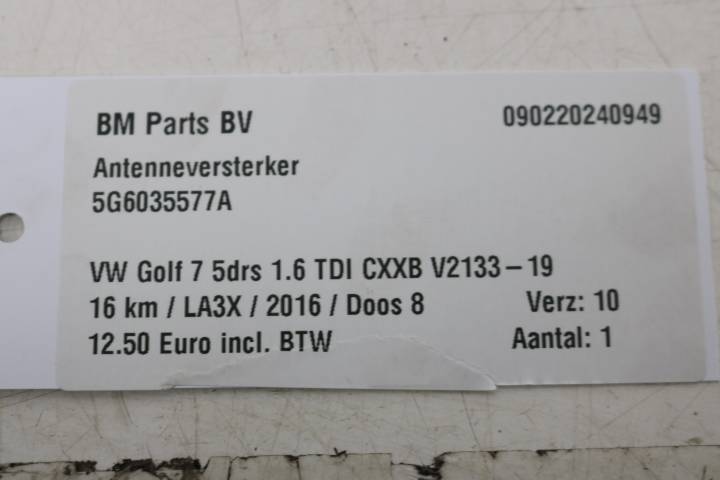 BM Parts BV 090220240949
Antenneversterker
5G6035577A
VW Golf 7 5drs 1.6 TDI CXXB V2133-19
16 km / LA3X / 2016 / Doos 8 Verz: 10
12.50 Euro incl. BTW Aantal: 1